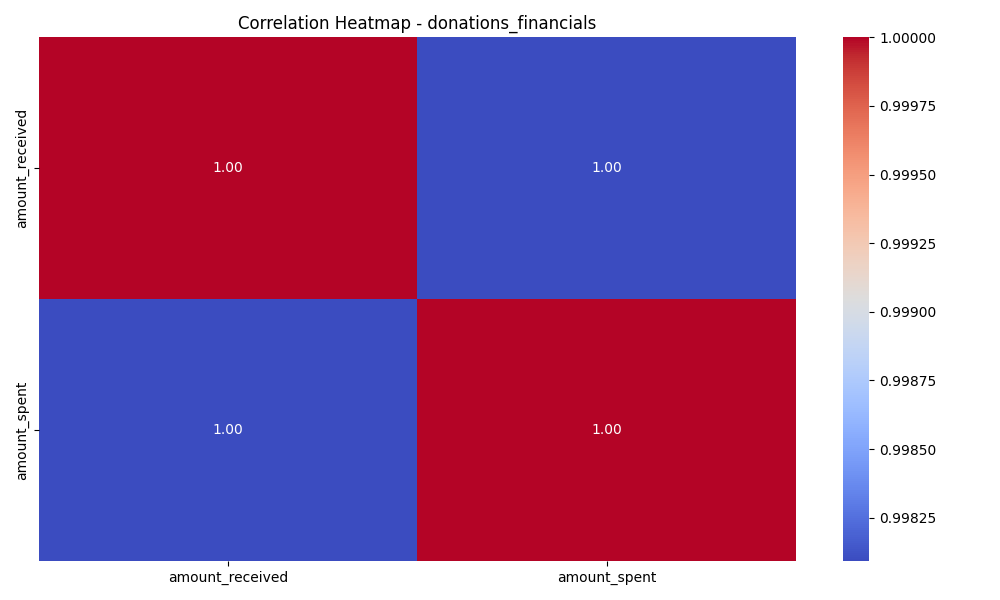 Correlation Heatmap - donations_financials
amount_received
1.00
1.00
amount_spent
1.00
1.00
amount_received
amount_spent
1.00000
0.99975
0.99950
0.99925
0.99900
0.99875
0.99850
0.99825